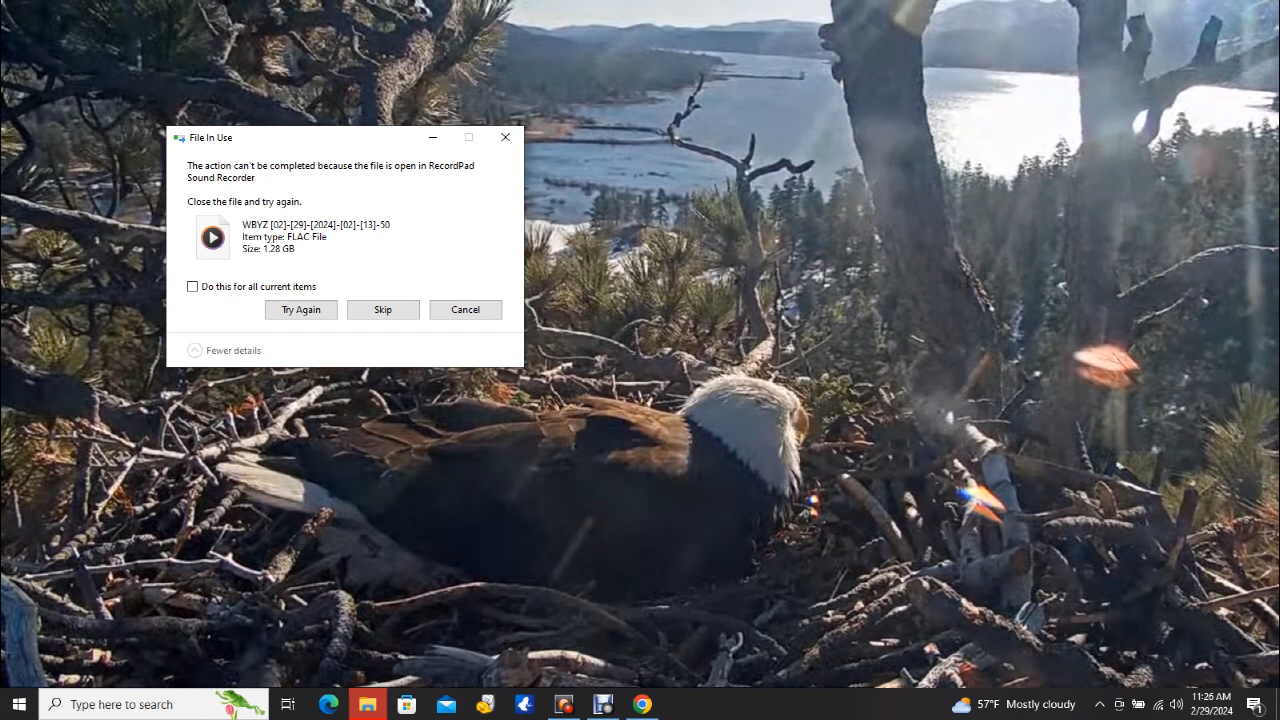 File In Use
The action can't be completed because the file is open in RecordPad
Sound Recorder
Close the file and try again.
WBYZ [02]-[29]-[2024]-[02]-[13]-50
Item type: FLAC File
Size: 1.28 GB
Do this for all current items
Try Again Skip Cancel
Fewer details
Type here to search
57°F Mostly cloudy
11:26 AM
2/29/2024
1